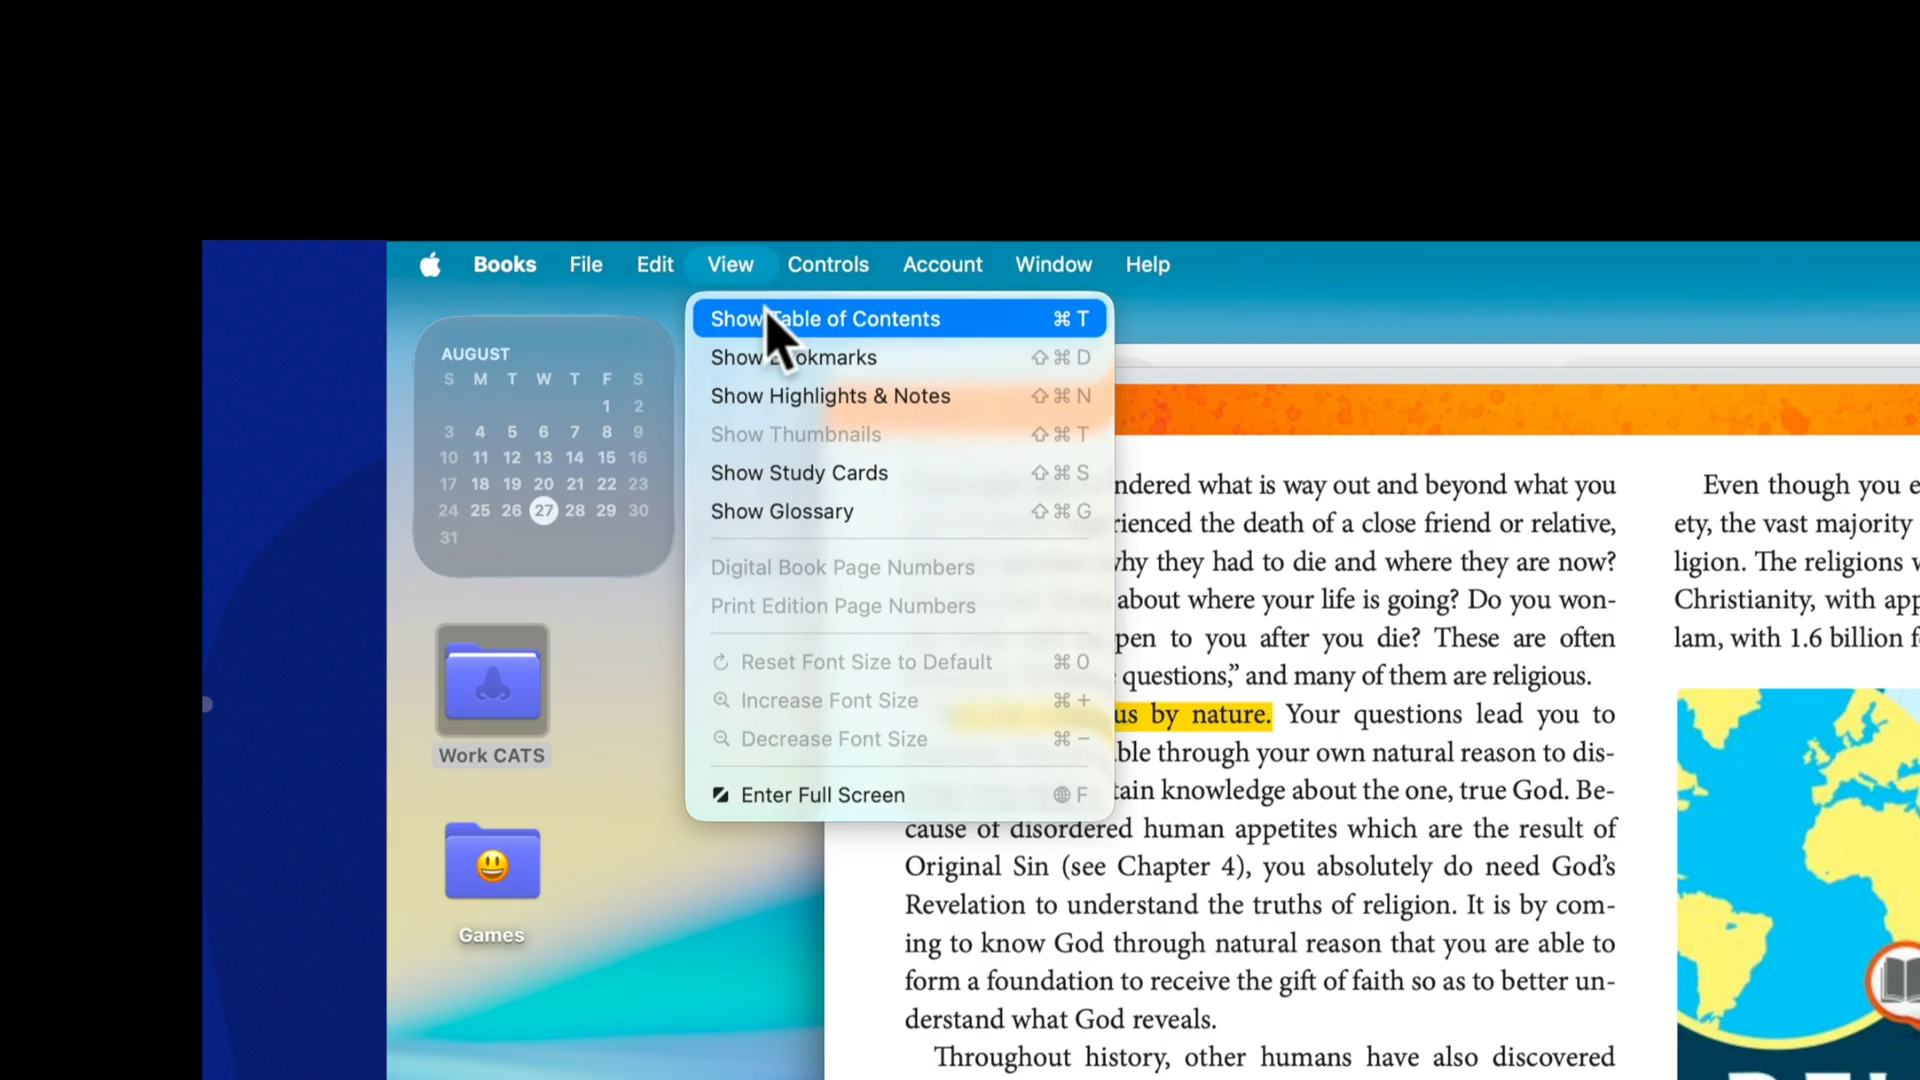 Books File Edit View Controls Account Window Help
AUGUST
S M T W T F S
1 2
3 4 5 6 7 8 9
10 11 12 13 14 15 16
17 18 19 20 21 22 23
24 25 26 27 28 29 30
31
Work CATS
Games
Show Table of Contents ⌘ T
Show Bookmarks ⇧ ⌘ D
Show Highlights & Notes ⇧ ⌘ N
Show Thumbnails ⇧ ⌘ T
Show Study Cards ⇧ ⌘ S
Show Glossary ⇧ ⌘ G
Digital Book Page Numbers
Print Edition Page Numbers
Reset Font Size to Default ⌘ 0
Increase Font Size ⌘ +
Decrease Font Size ⌘ −
Enter Full Screen F
ndered what is way out and beyond what you
rienced the death of a close friend or relative,
why they had to die and where they are now?
about where your life is going? Do you won-
pen to you after you die? These are often
questions,” and many of them are religious.
us by nature. Your questions lead you to
ble through your own natural reason to dis-
tain knowledge about the one, true God. Be-
cause of disordered human appetites which are the result of
Original Sin (see Chapter 4), you absolutely do need God’s
Revelation to understand the truths of religion. It is by com-
ing to know God through natural reason that you are able to
form a foundation to receive the gift of faith so as to better un-
derstand what God reveals.
Throughout history, other humans have also discovered
Even though you e
ety, the vast majority
ligion. The religions w
Christianity, with app
lam, with 1.6 billion f